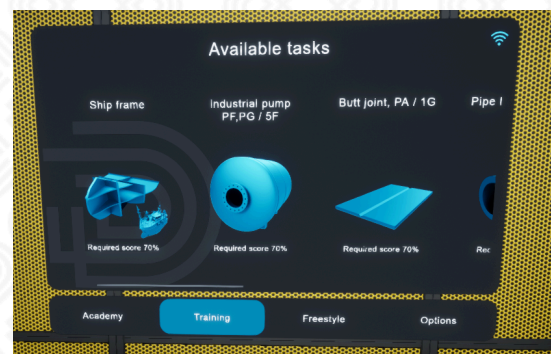 Available tasks
Ship frame
Industrial pump
PF,PG / 5F
Butt joint, PA / 1G
Pipe
Required score 70%
Required score 70%
Required score 70%
Academy
Training
Freestyle
Options